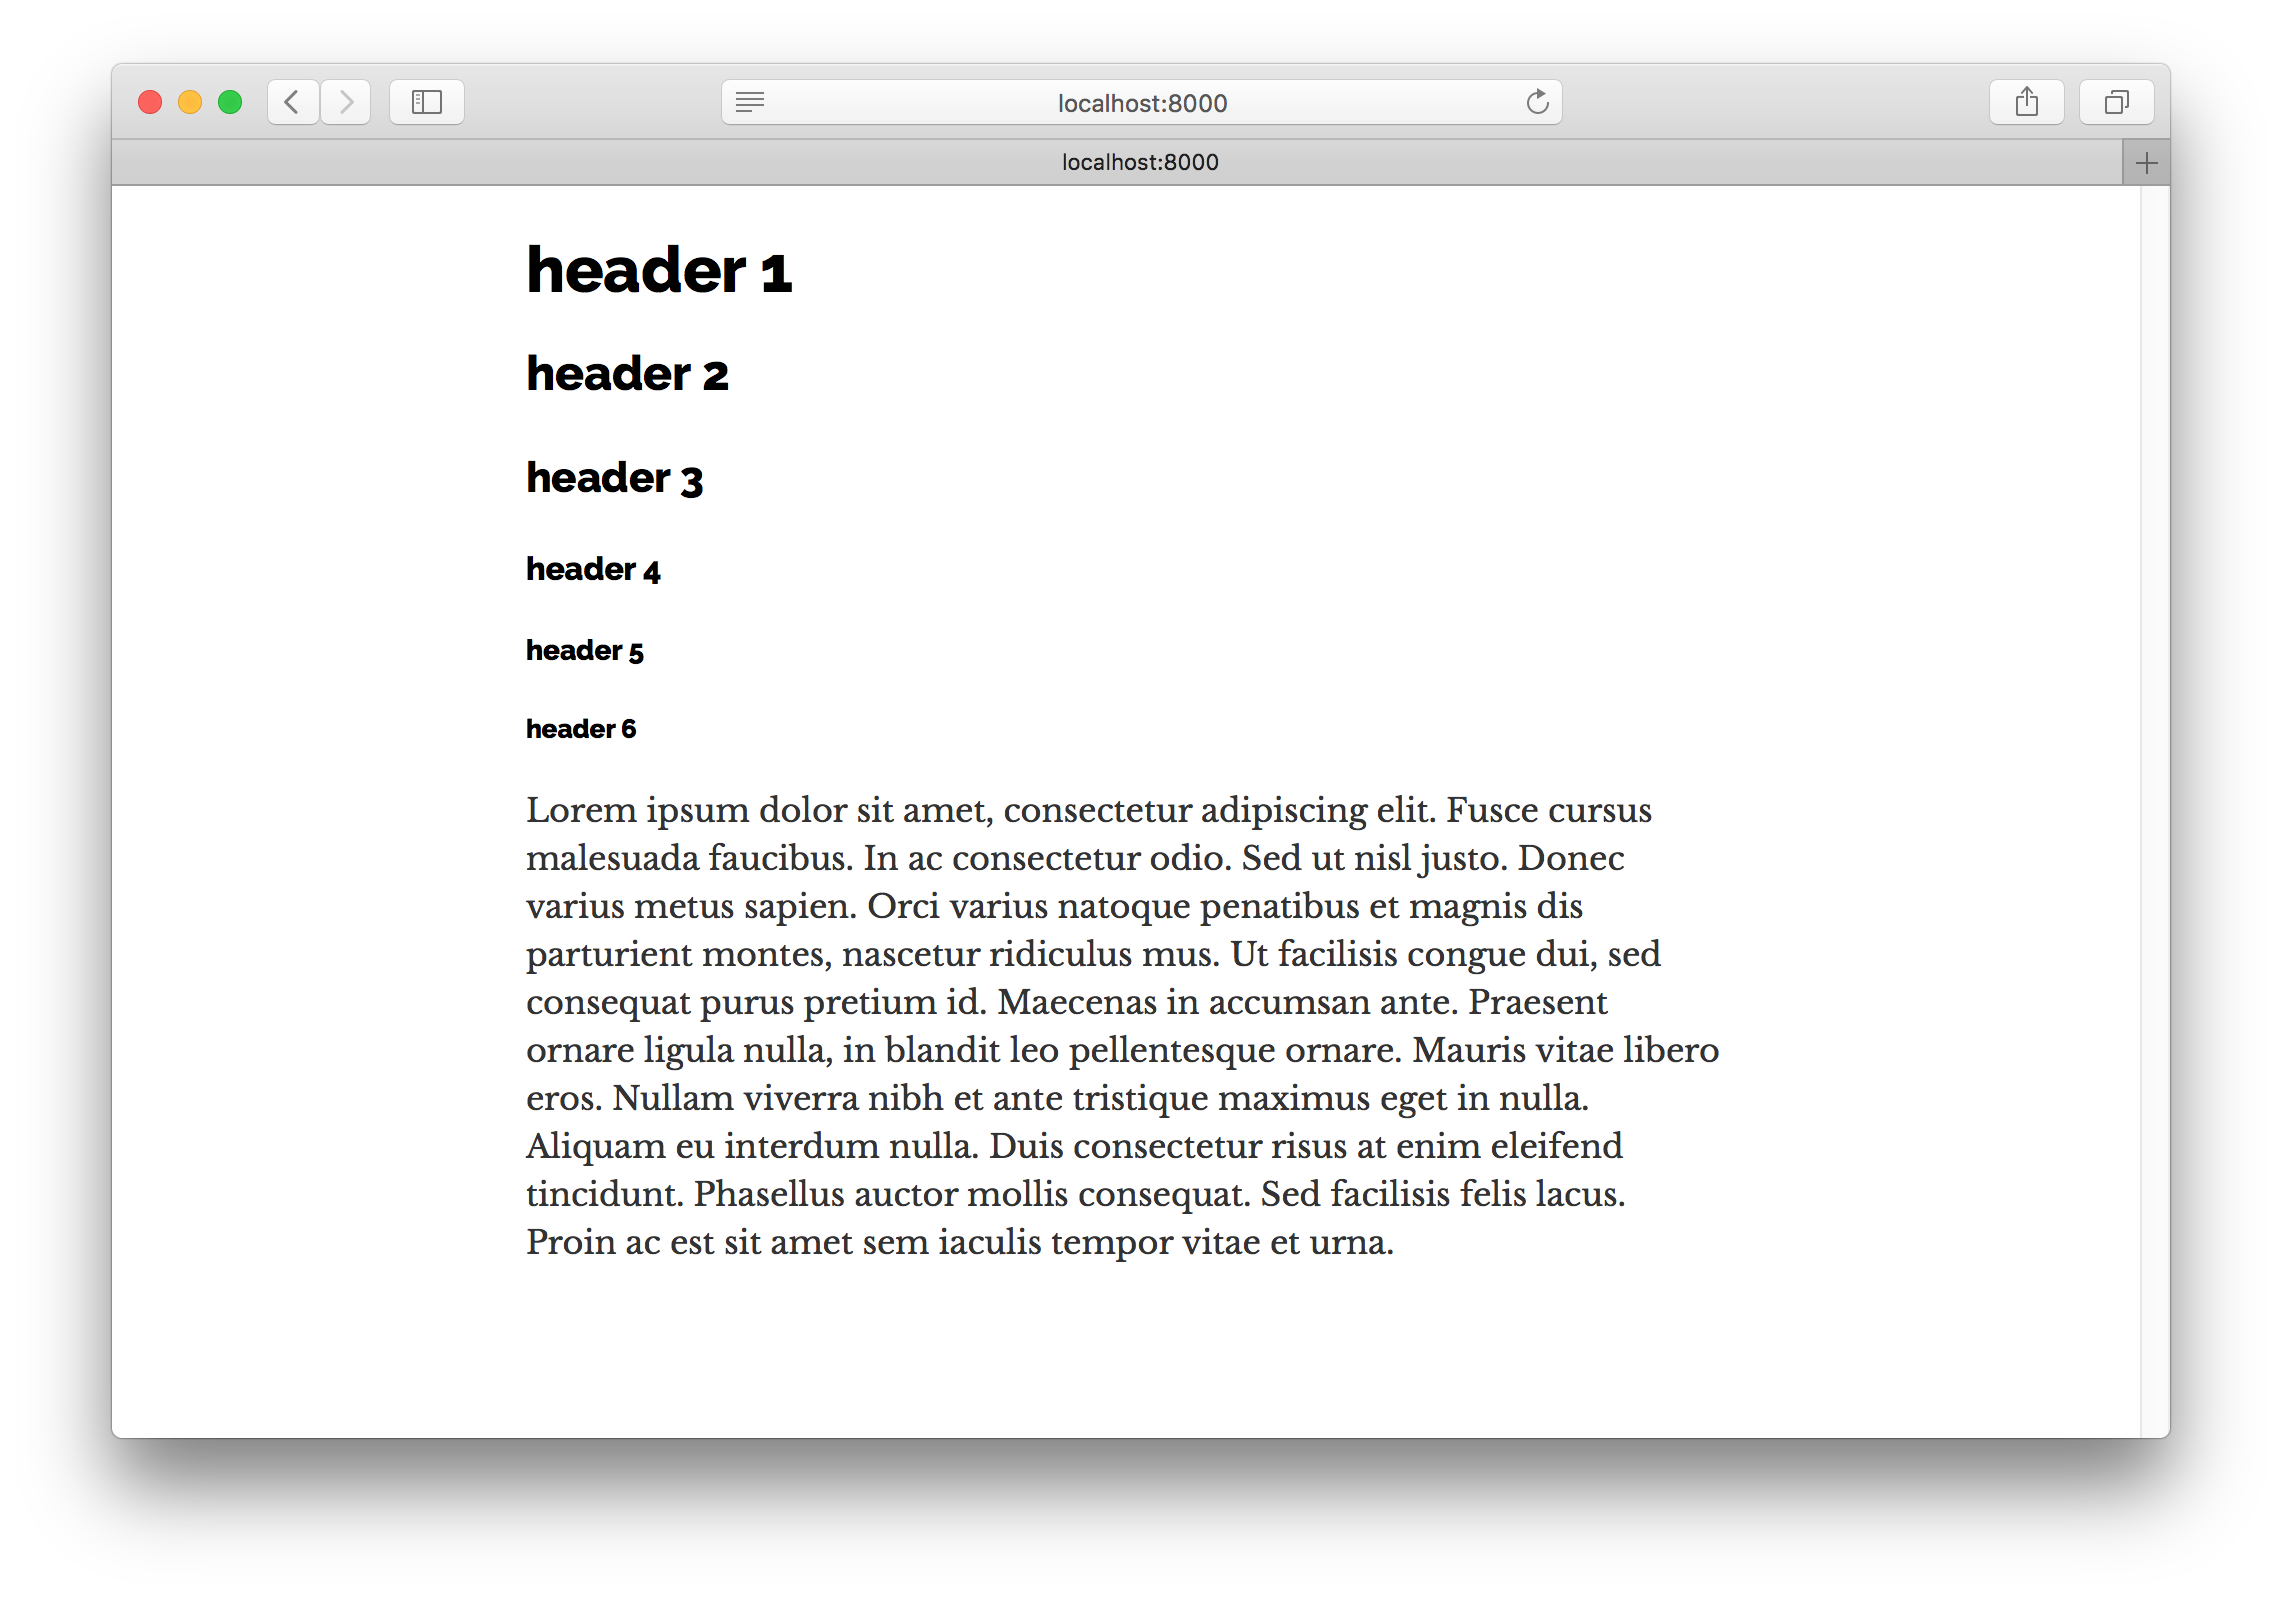 localhost:8000
localhost:8000
header 1
header 2
header 3
header 4
header 5
header 6
Lorem ipsum dolor sit amet, consectetur adipiscing elit. Fusce cursus
malesuada faucibus. In ac consectetur odio. Sed ut nisl justo. Donec
varius metus sapien. Orci varius natoque penatibus et magnis dis
parturient montes, nascetur ridiculus mus. Ut facilisis congue dui, sed
consequat purus pretium id. Maecenas in accumsan ante. Praesent
ornare ligula nulla, in blandit leo pellentesque ornare. Mauris vitae libero
eros. Nullam viverra nibh et ante tristique maximus eget in nulla.
Aliquam eu interdum nulla. Duis consectetur risus at enim eleifend
tincidunt. Phasellus auctor mollis consequat. Sed facilisis felis lacus.
Proin ac est sit amet sem iaculis tempor vitae et urna.